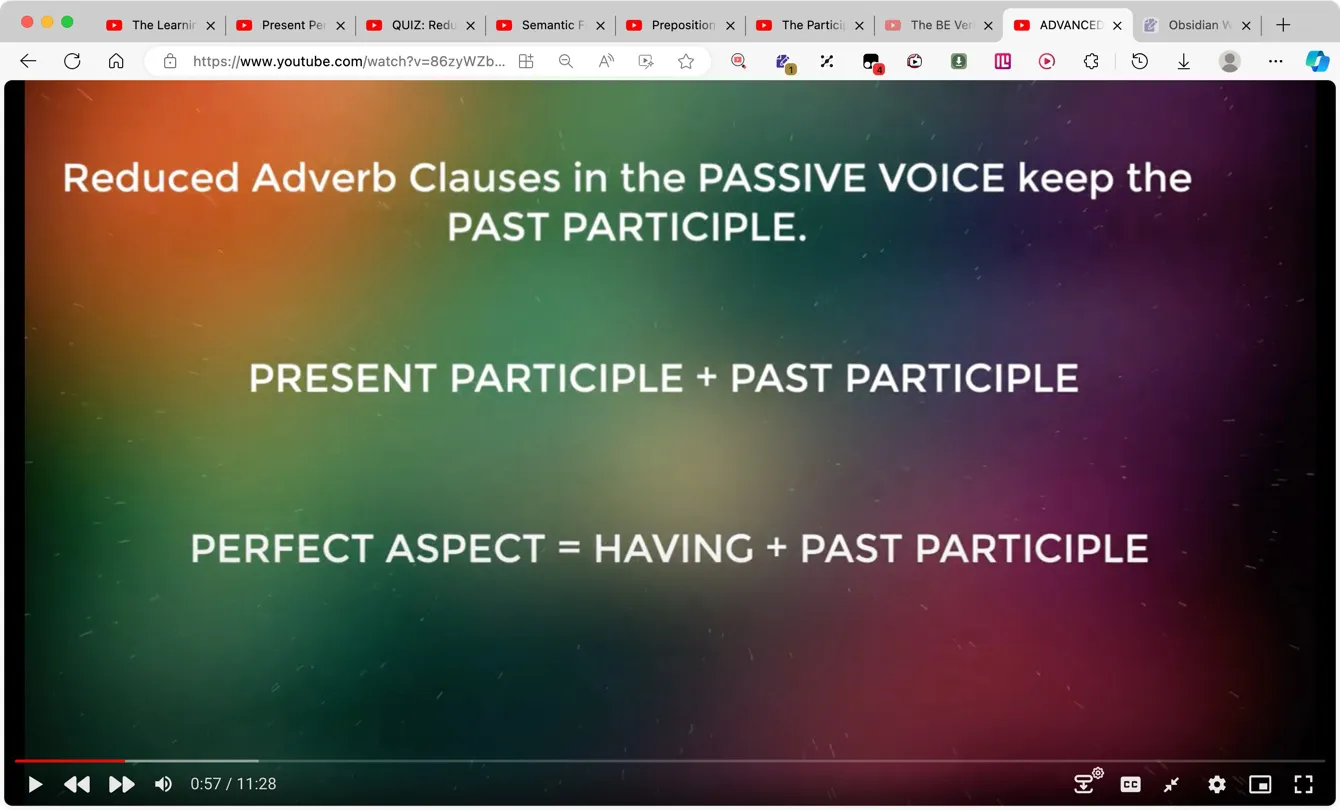 The Learnin
Present Pe
QUIZ: Redu
Semantic F
Preposition
The Particip
The BE Ver
ADVANCED
Obsidian W
https://www.youtube.com/watch?v=86zyWZb...
1
4
Reduced Adverb Clauses in the PASSIVE VOICE keep the
PAST PARTICIPLE.
PRESENT PARTICIPLE + PAST PARTICIPLE
PERFECT ASPECT = HAVING + PAST PARTICIPLE
0:57 / 11:28
CC